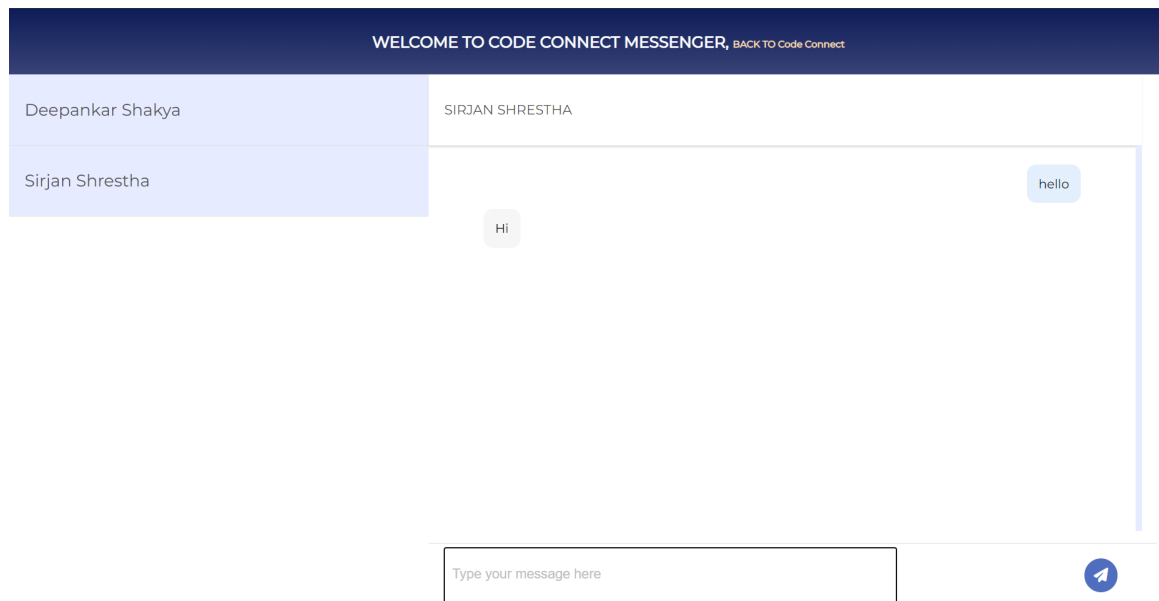 WELCOME TO CODE CONNECT MESSENGER, BACK TO Code Connect
Deepankar Shakya
Sirjan Shrestha
SIRJAN SHRESTHA
hello
Hi
Type your message here